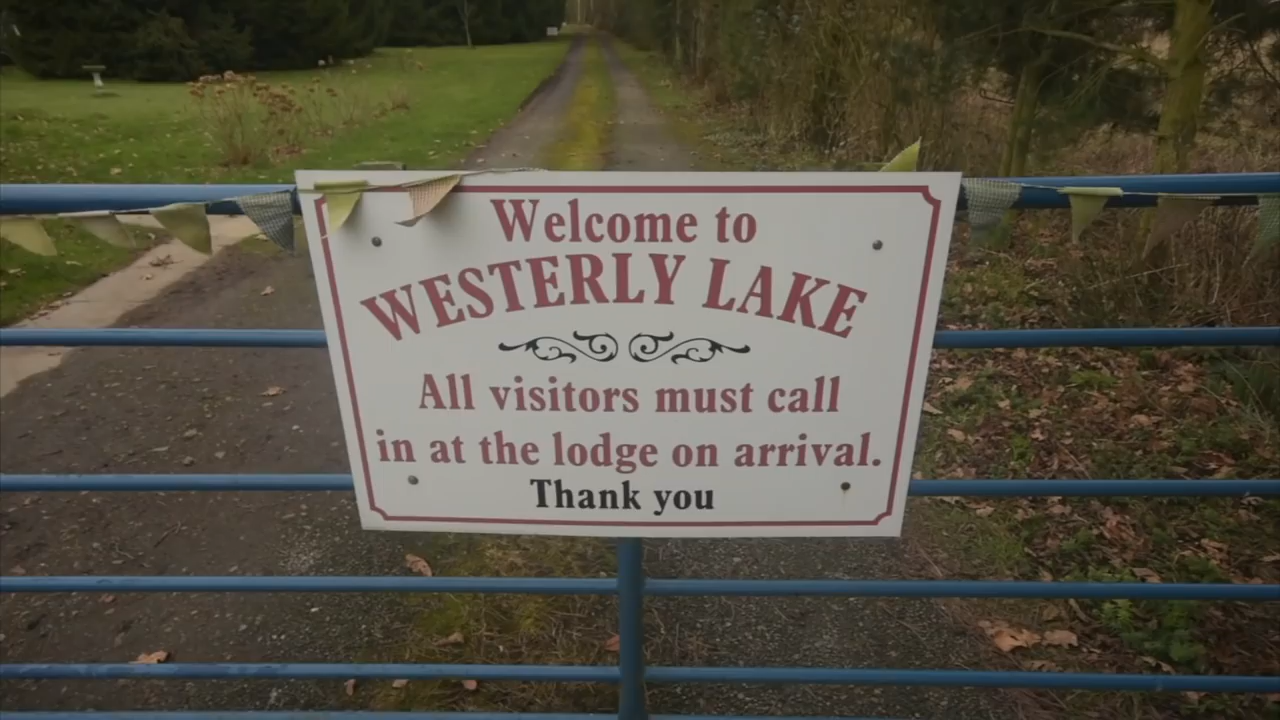 Welcome to
WESTERLY LAKE
All visitors must call
in at the lodge on arrival.
Thank you